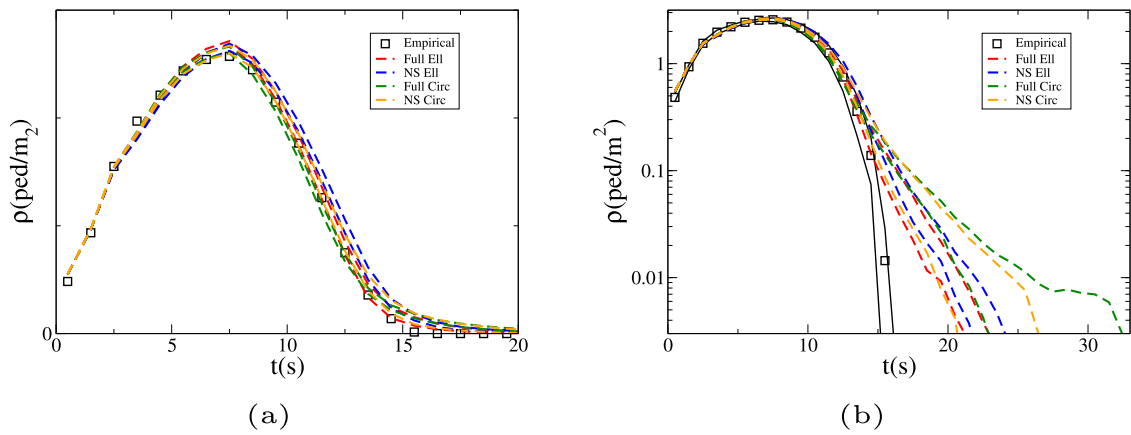 ρ(ped/m₂)
0
0 5 10 15 20
t(s)
Empirical
Full Ell
NS Ell
Full Circ
NS Circ
(a)
ρ(ped/m²)
1
0.1
0.01
0 10 20 30
t(s)
Empirical
Full Ell
NS Ell
Full Circ
NS Circ
(b)